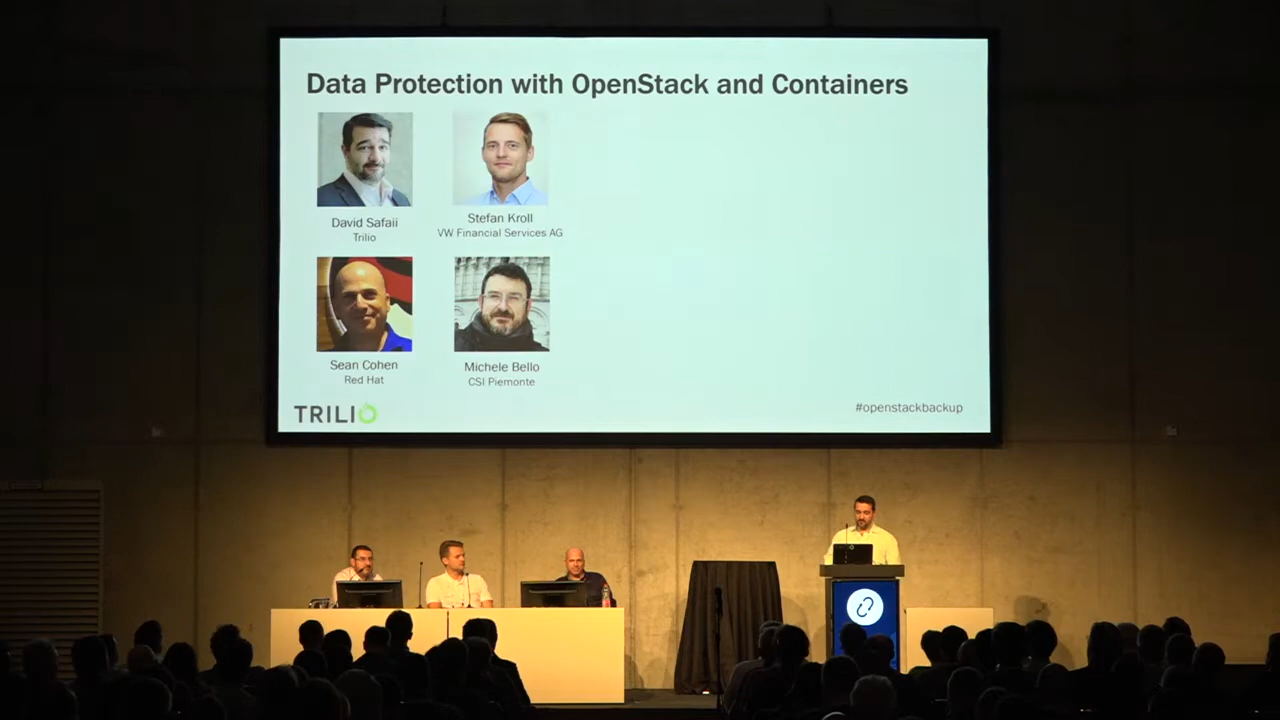 Data Protection with OpenStack and Containers
David Safaii
Trilio
Stefan Kroll
VW Financial Services AG
Sean Cohen
Red Hat
Michele Bello
CSI Piemonte
TRILIO
#openstackbackup